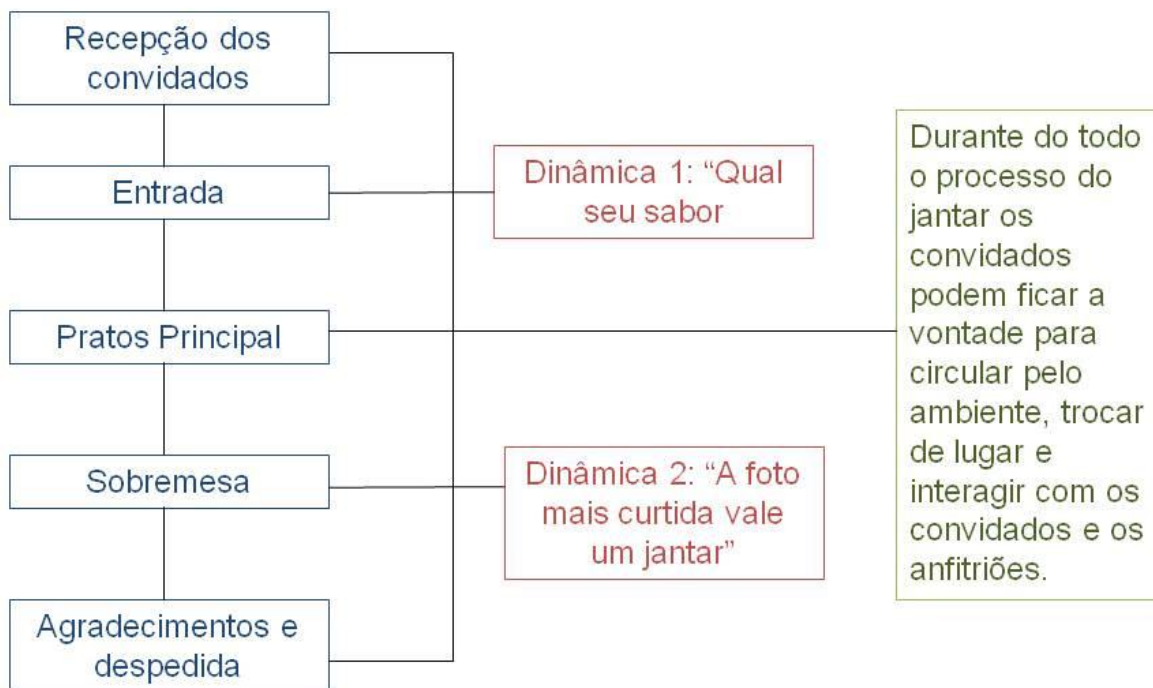 Recepção dos
convidados
Entrada
Dinâmica 1: “Qual
seu sabor
Pratos Principal
Sobremesa
Dinâmica 2: “A foto
mais curtida vale
um jantar”
Agradecimentos e
despedida
Durante do todo
o processo do
jantar os
convidados
podem ficar a
vontade para
circular pelo
ambiente, trocar
de lugar e
interagir com os
convidados e os
anfitriões.